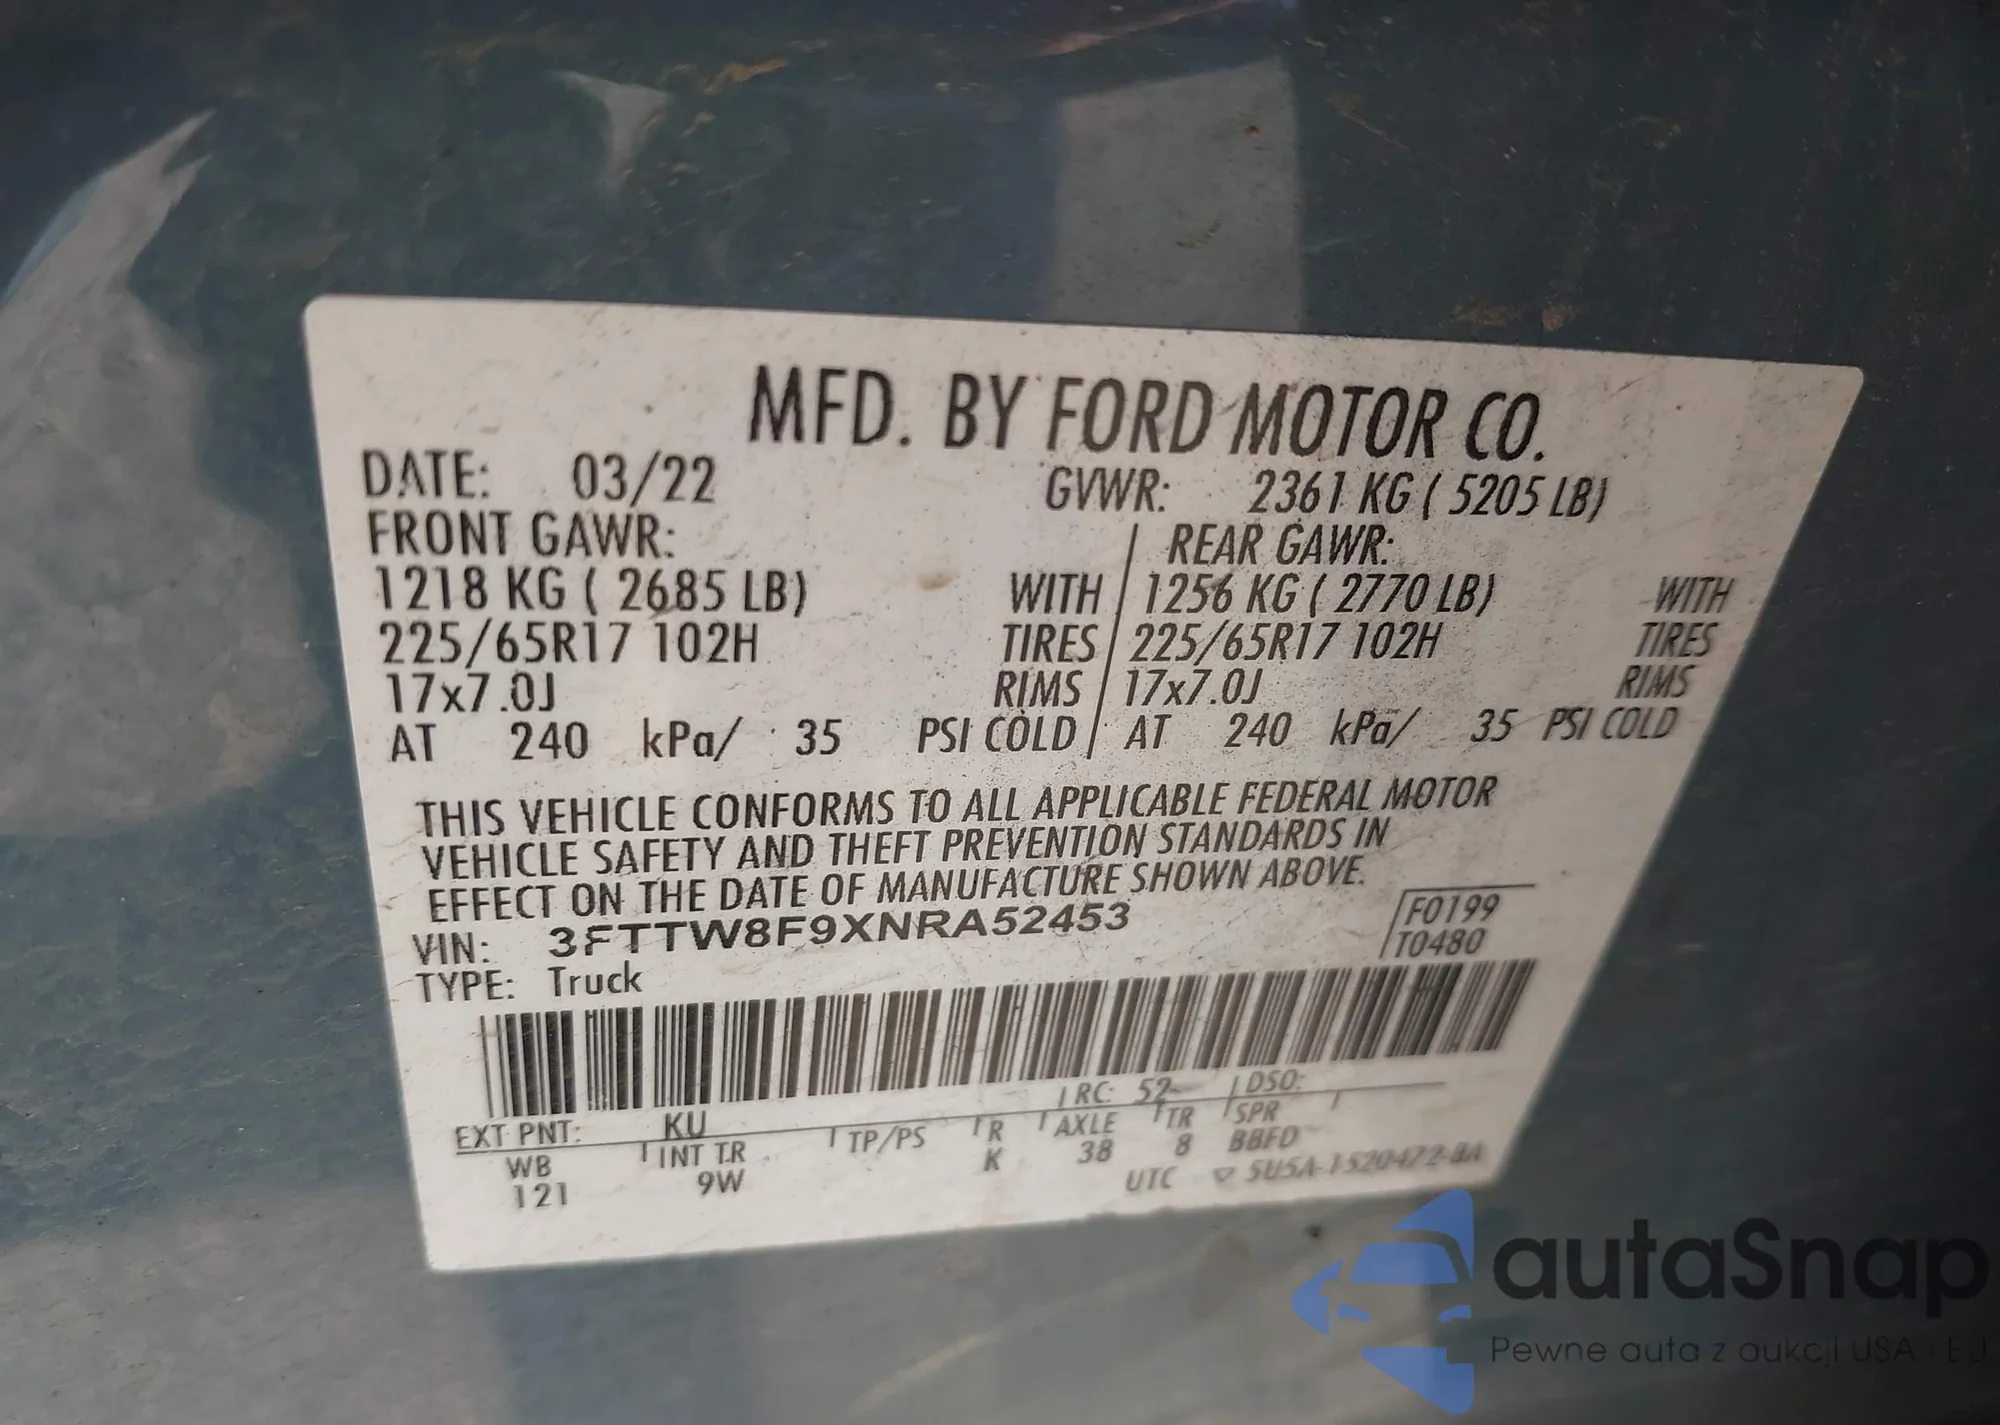 MFD. BY FORD MOTOR CO.
DATE: 03/22 GVWR: 2361 KG ( 5205 LB)
FRONT GAWR: REAR GAWR:
1218 KG ( 2685 LB) WITH 1256 KG ( 2770 LB) WITH
225/65R17 102H TIRES 225/65R17 102H TIRES
17x7.0J RIMS 17x7.0J RIMS
AT 240 kPa/ 35 PSI COLD AT 240 kPa/ 35 PSI COLD
THIS VEHICLE CONFORMS TO ALL APPLICABLE FEDERAL MOTOR
VEHICLE SAFETY AND THEFT PREVENTION STANDARDS IN
EFFECT ON THE DATE OF MANUFACTURE SHOWN ABOVE.
VIN: 3FTTW8F9XNRA52453 F0199
TYPE: Truck T0480
EXT PNT: KU RC: 52 DSO:
WB INT TR TP/PS R AXLE TR SPR
121 9W K 38 8 BBFD
UTC 5U5A-1520472-BA
autaSnap
Pewne auta z aukcji USA i EU